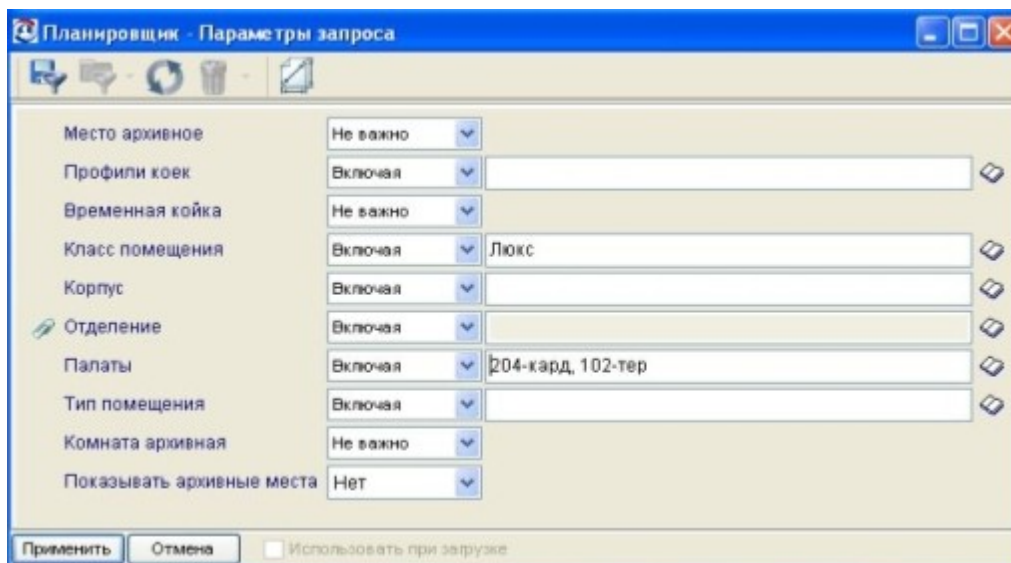 Планировщик - Параметры запроса
Место архивное Не важно
Профили коек Включая
Временная койка Не важно
Класс помещения Включая Люкс
Корпус Включая
Отделение Включая
Палаты Включая 204-кард, 102-тер
Тип помещения Включая
Комната архивная Не важно
Показывать архивные места Нет
Применить Отмена Использовать при загрузке